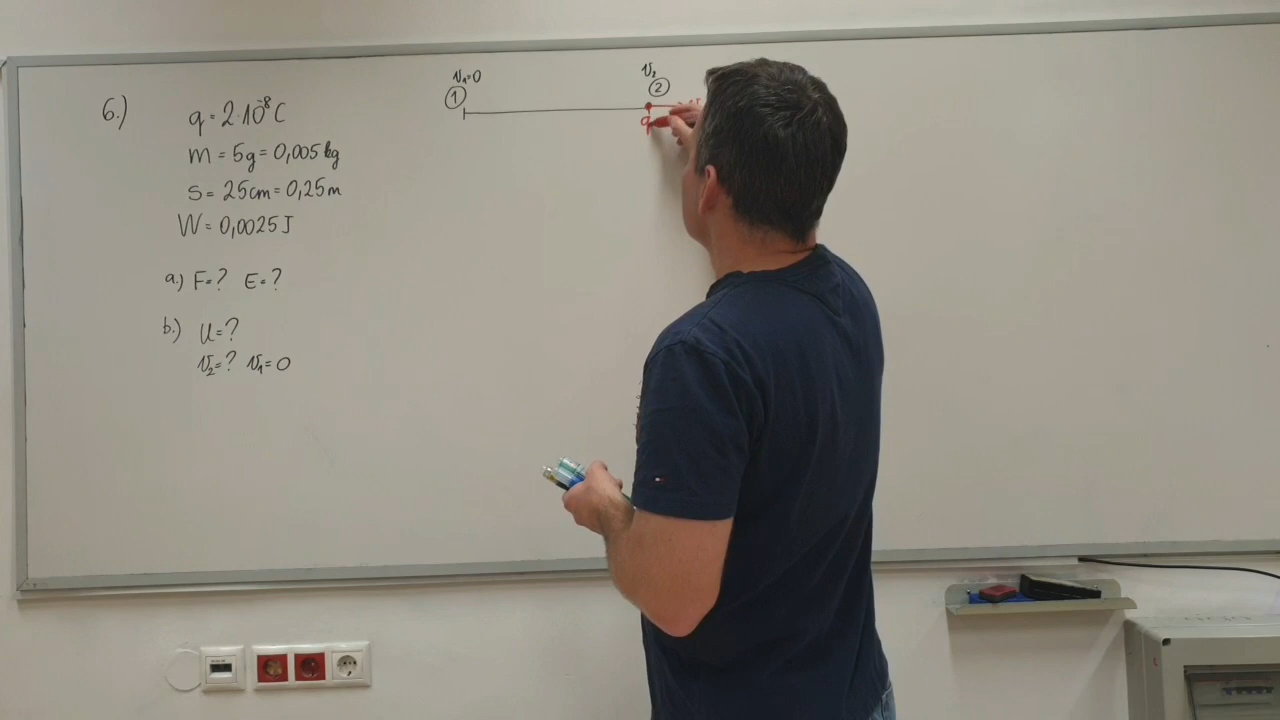 6.)
q = 2·10⁻⁸ C
m = 5g = 0,005 kg
s = 25cm = 0,25m
W = 0,0025 J
a.) F = ? E = ?
b.) U = ?
v₂ = ? v₁ = 0
v₁ = 0
1
v₂
2
q